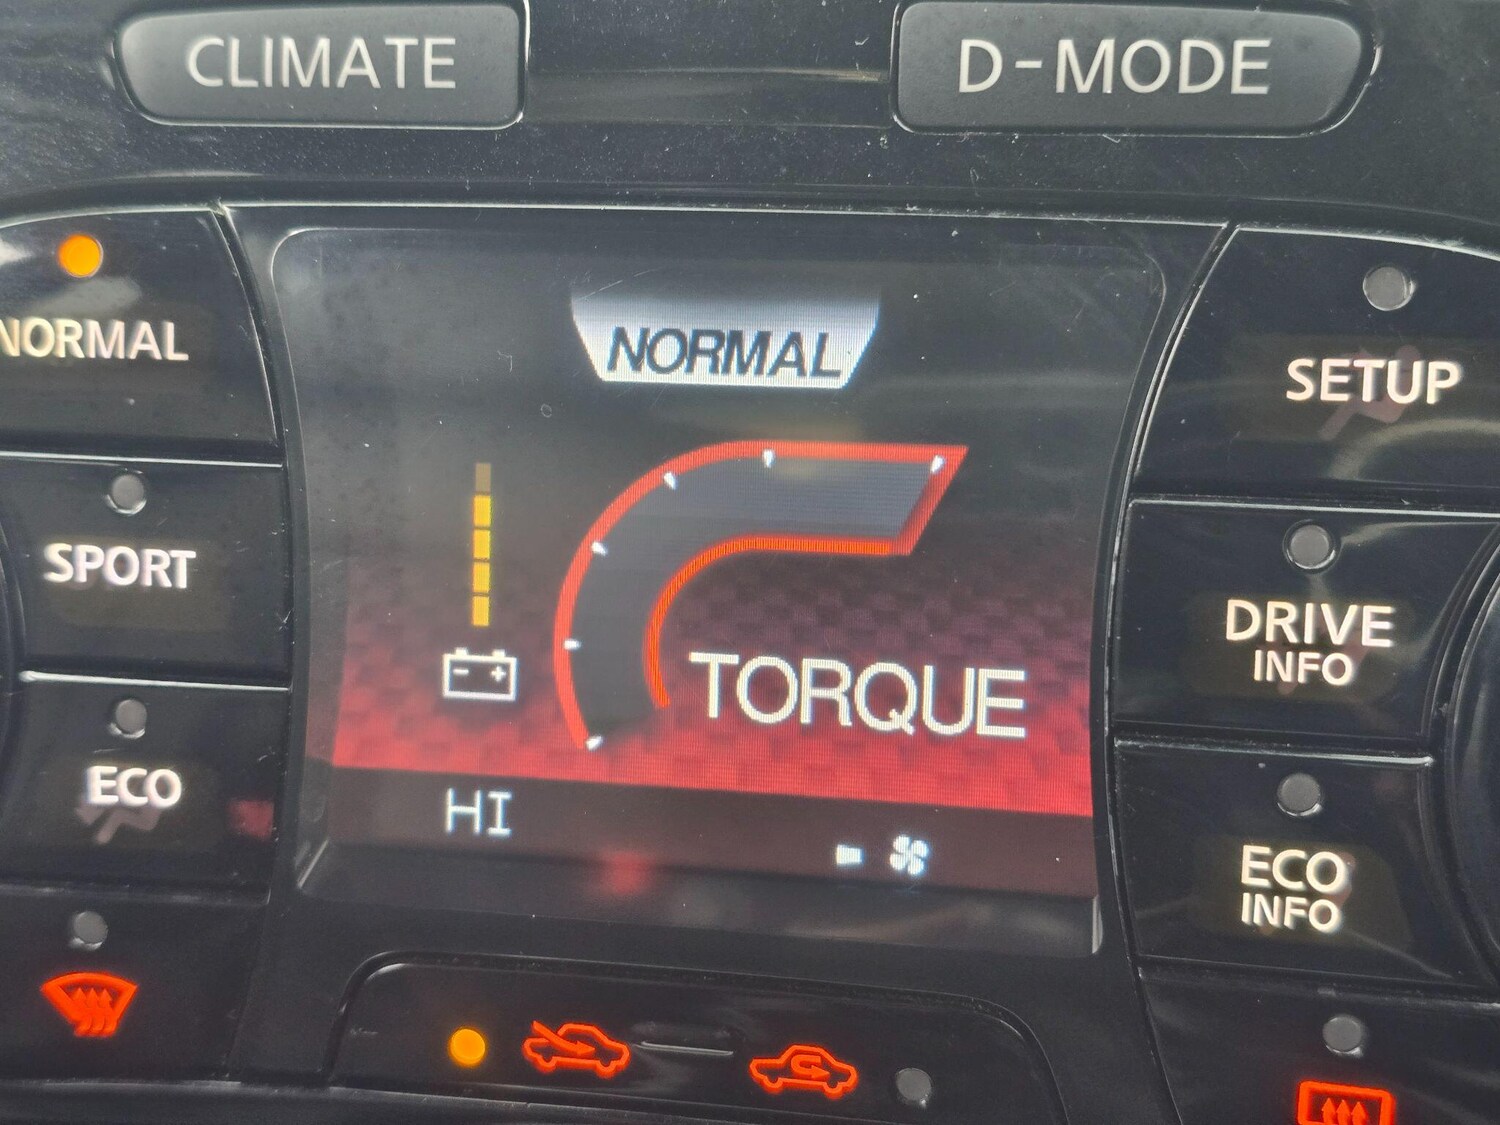 CLIMATE
D-MODE
NORMAL
NORMAL
SETUP
SPORT
DRIVE
INFO
TORQUE
ECO
HI
ECO
INFO